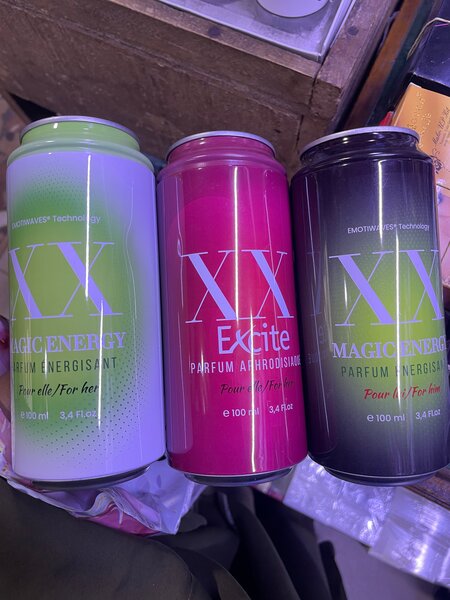 EMOTIWAVES® Technology
XX
MAGIC ENERGY
PARFUM ENERGISANT
Pour elle/For her
e 100 ml 3,4 Fl.oz
XX
Excite
PARFUM APHRODISIAQUE
Pour elle/For her
e 100 ml 3,4 Fl.oz
EMOTIWAVES® Technology
XX
MAGIC ENERGY
PARFUM ENERGISANT
Pour lui/For him
e 100 ml 3,4 Fl.oz